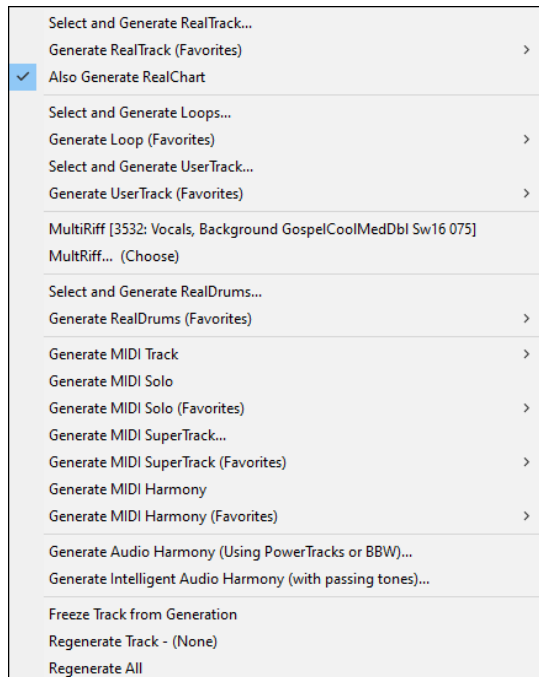 Select and Generate RealTrack...
Generate RealTrack (Favorites)
Also Generate RealChart
Select and Generate Loops...
Generate Loop (Favorites)
Select and Generate UserTrack...
Generate UserTrack (Favorites)
MultiRiff [3532: Vocals, Background GospelCoolMedDbl Sw16 075]
MultRiff... (Choose)
Select and Generate RealDrums...
Generate RealDrums (Favorites)
Generate MIDI Track
Generate MIDI Solo
Generate MIDI Solo (Favorites)
Generate MIDI SuperTrack...
Generate MIDI SuperTrack (Favorites)
Generate MIDI Harmony
Generate MIDI Harmony (Favorites)
Generate Audio Harmony (Using PowerTracks or BBW)...
Generate Intelligent Audio Harmony (with passing tones)...
Freeze Track from Generation
Regenerate Track - (None)
Regenerate All